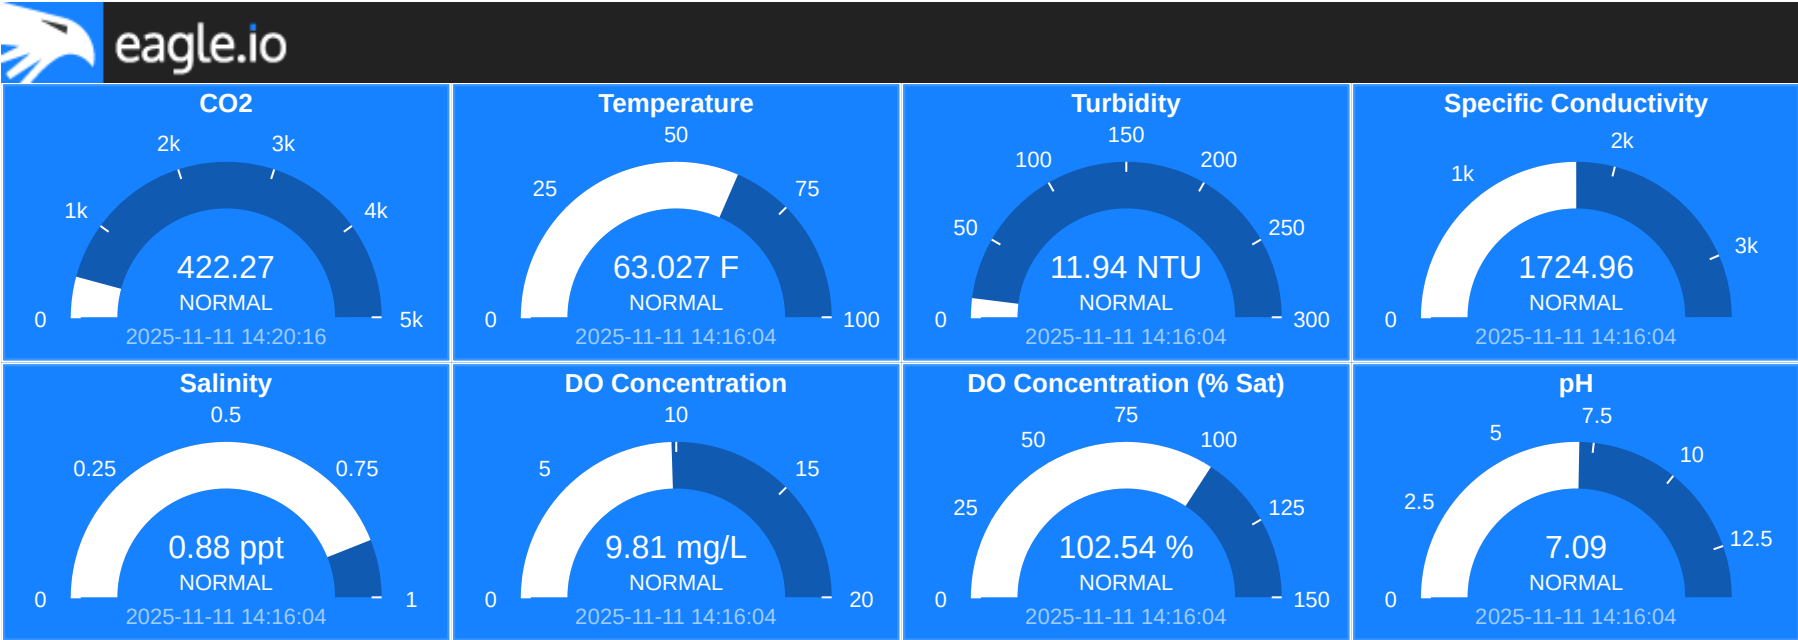 eagle.io
CO2
0
1k
2k
3k
4k
5k
422.27
NORMAL
2025-11-11 14:20:16
Temperature
0
25
50
75
100
63.027 F
NORMAL
2025-11-11 14:16:04
Turbidity
0
50
100
150
200
250
300
11.94 NTU
NORMAL
2025-11-11 14:16:04
Specific Conductivity
0
1k
2k
3k
1724.96
NORMAL
2025-11-11 14:16:04
Salinity
0
0.25
0.5
0.75
1
0.88 ppt
NORMAL
2025-11-11 14:16:04
DO Concentration
0
5
10
15
20
9.81 mg/L
NORMAL
2025-11-11 14:16:04
DO Concentration (% Sat)
0
25
50
75
100
125
150
102.54 %
NORMAL
2025-11-11 14:16:04
pH
0
2.5
5
7.5
10
12.5
7.09
NORMAL
2025-11-11 14:16:04